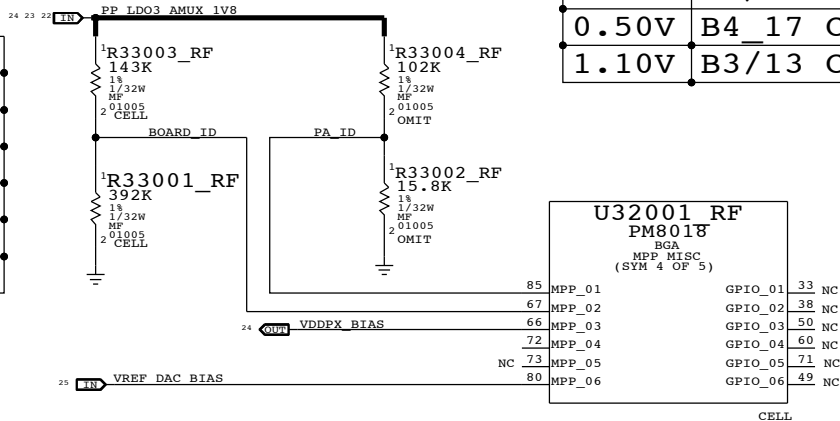 24 23 22 IN PP_LDO3_AMUX_1V8
0.50V B4_17
1.10V B3/13
1 R33003_RF
143K
1%
1/32W
MF
01005
2 CELL
1 R33004_RF
102K
1%
1/32W
MF
01005
2 OMIT
BOARD_ID
PA_ID
1 R33001_RF
392K
1%
1/32W
MF
01005
2 CELL
1 R33002_RF
15.8K
1%
1/32W
MF
01005
2 OMIT
U32001_RF
PM8018
BGA
MPP MISC
(SYM 4 OF 5)
85 MPP_01 GPIO_01 33 NC
67 MPP_02 GPIO_02 38 NC
24 OUT VDDPX_BIAS 66 MPP_03 GPIO_03 50 NC
72 MPP_04 GPIO_04 60 NC
NC 73 MPP_05 GPIO_05 71 NC
25 IN VREF_DAC_BIAS 80 MPP_06 GPIO_06 49 NC
CELL